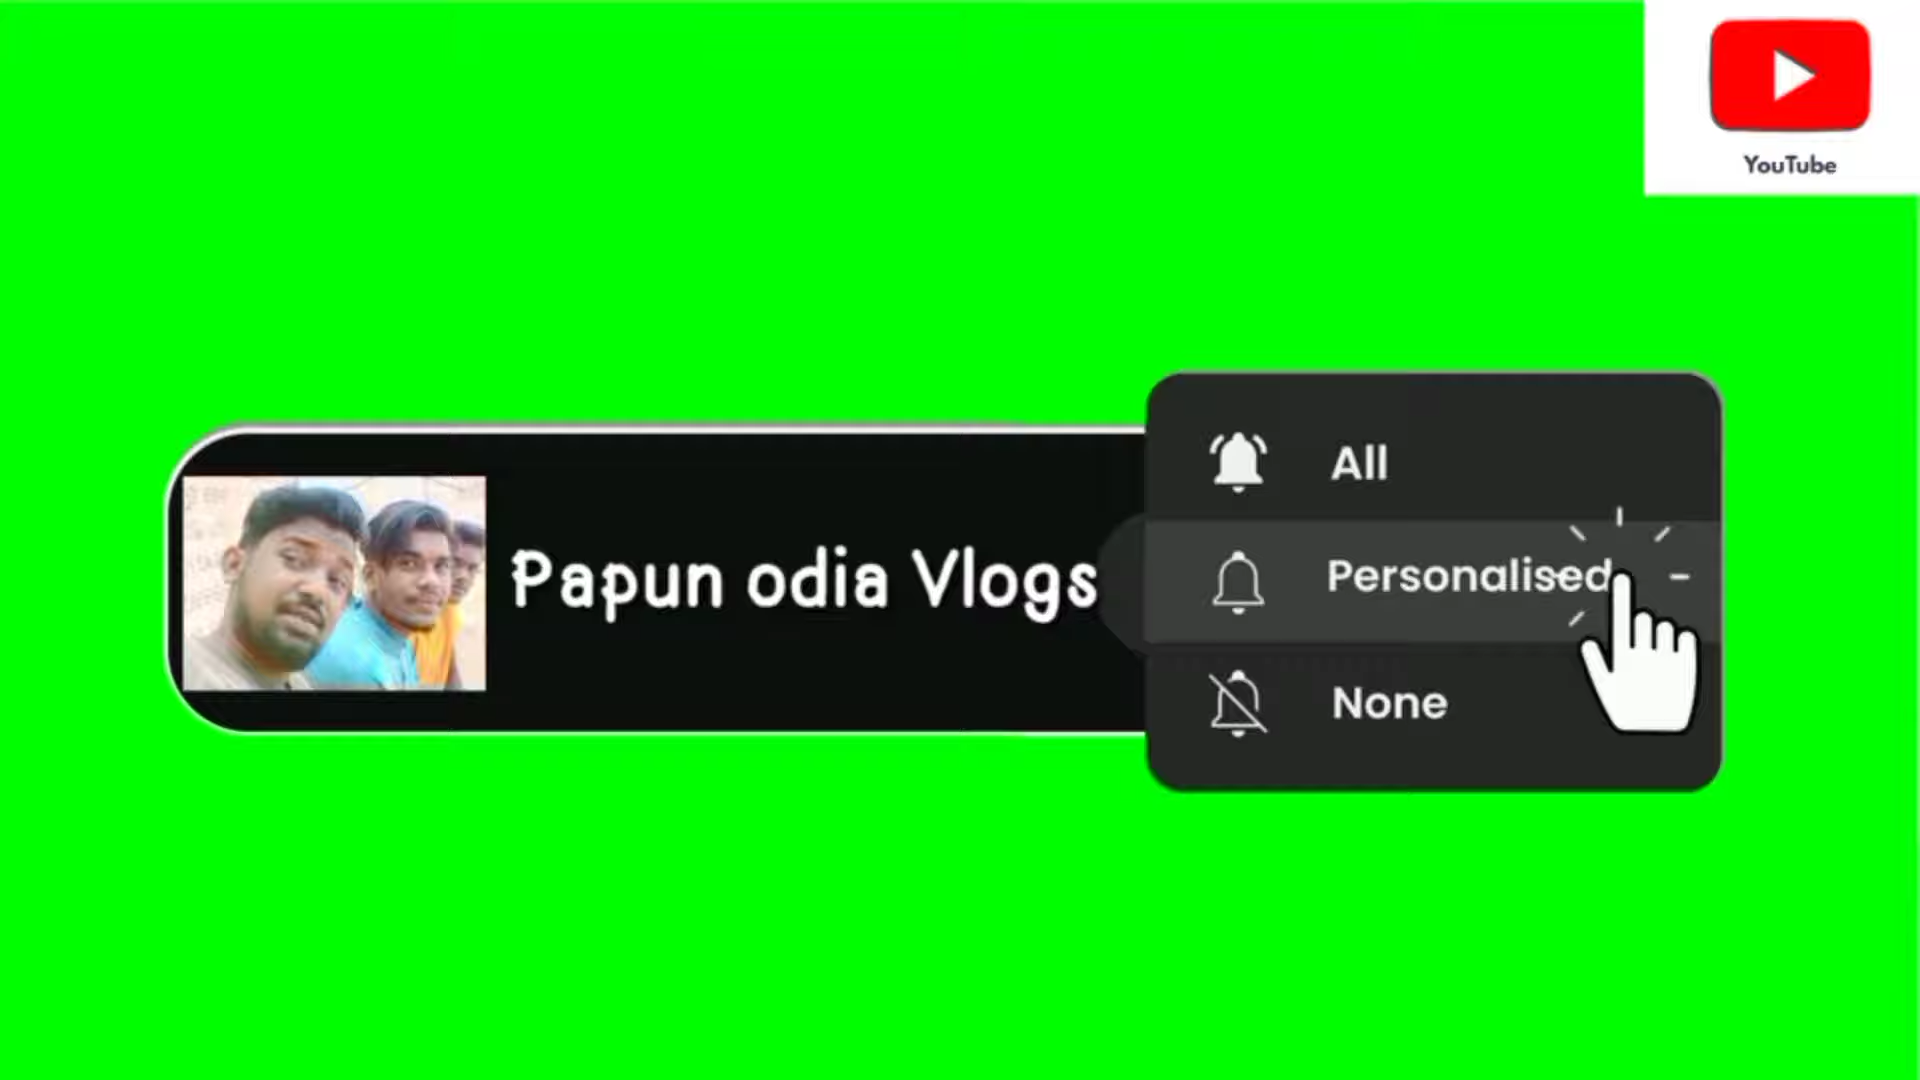 YouTube
Papun odia Vlogs
All
Personalised
None